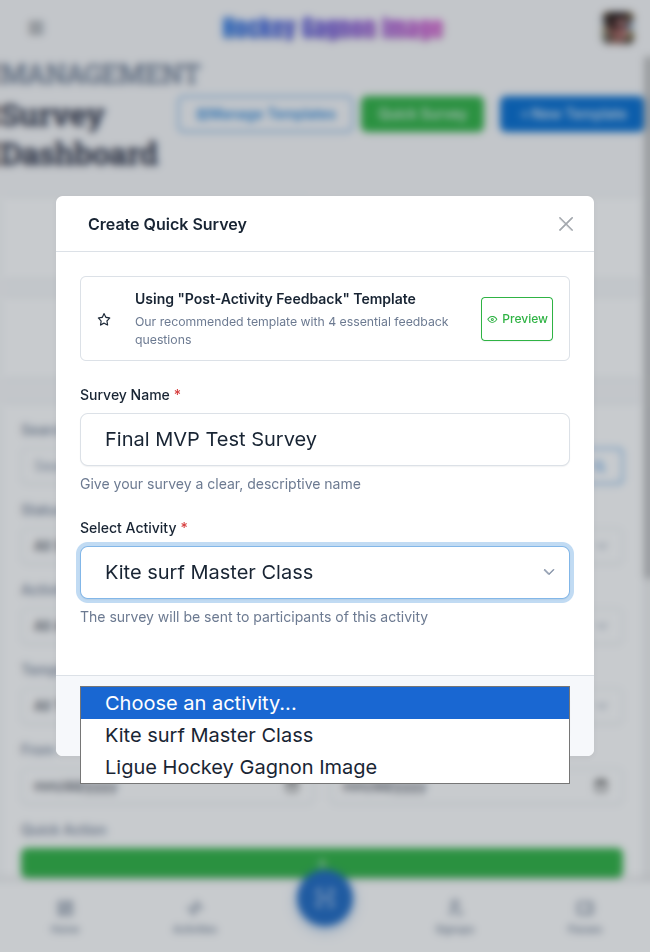 Hockey Gagnon Image
MANAGEMENT
Survey
Dashboard
Manage Templates
Quick Survey
+ New Template
Create Quick Survey
Using "Post-Activity Feedback" Template
Our recommended template with 4 essential feedback
questions
Preview
Survey Name *
Final MVP Test Survey
Give your survey a clear, descriptive name
Select Activity *
Kite surf Master Class
The survey will be sent to participants of this activity
Choose an activity...
Kite surf Master Class
Ligue Hockey Gagnon Image
Quick Action
Home
Activities
Signups